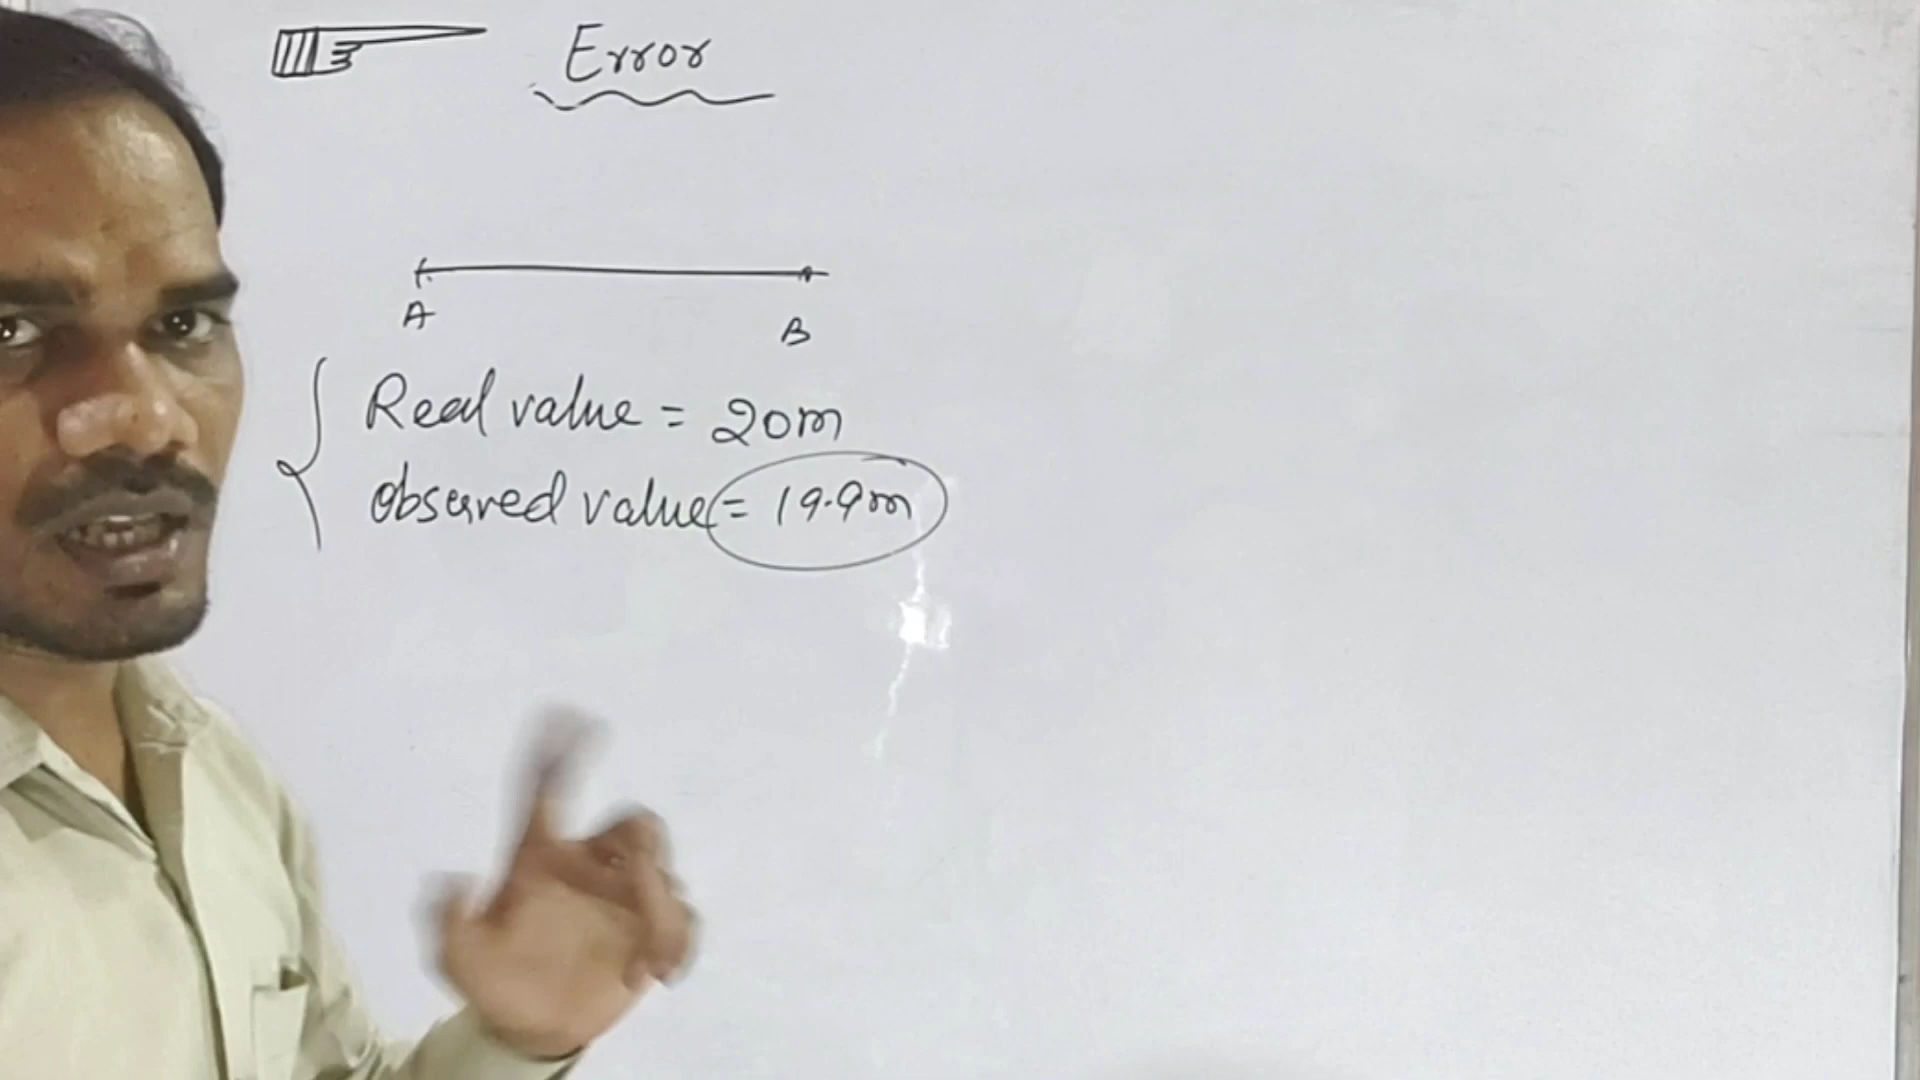 Error
A
B
Real value = 20m
Observed value = 19.9m